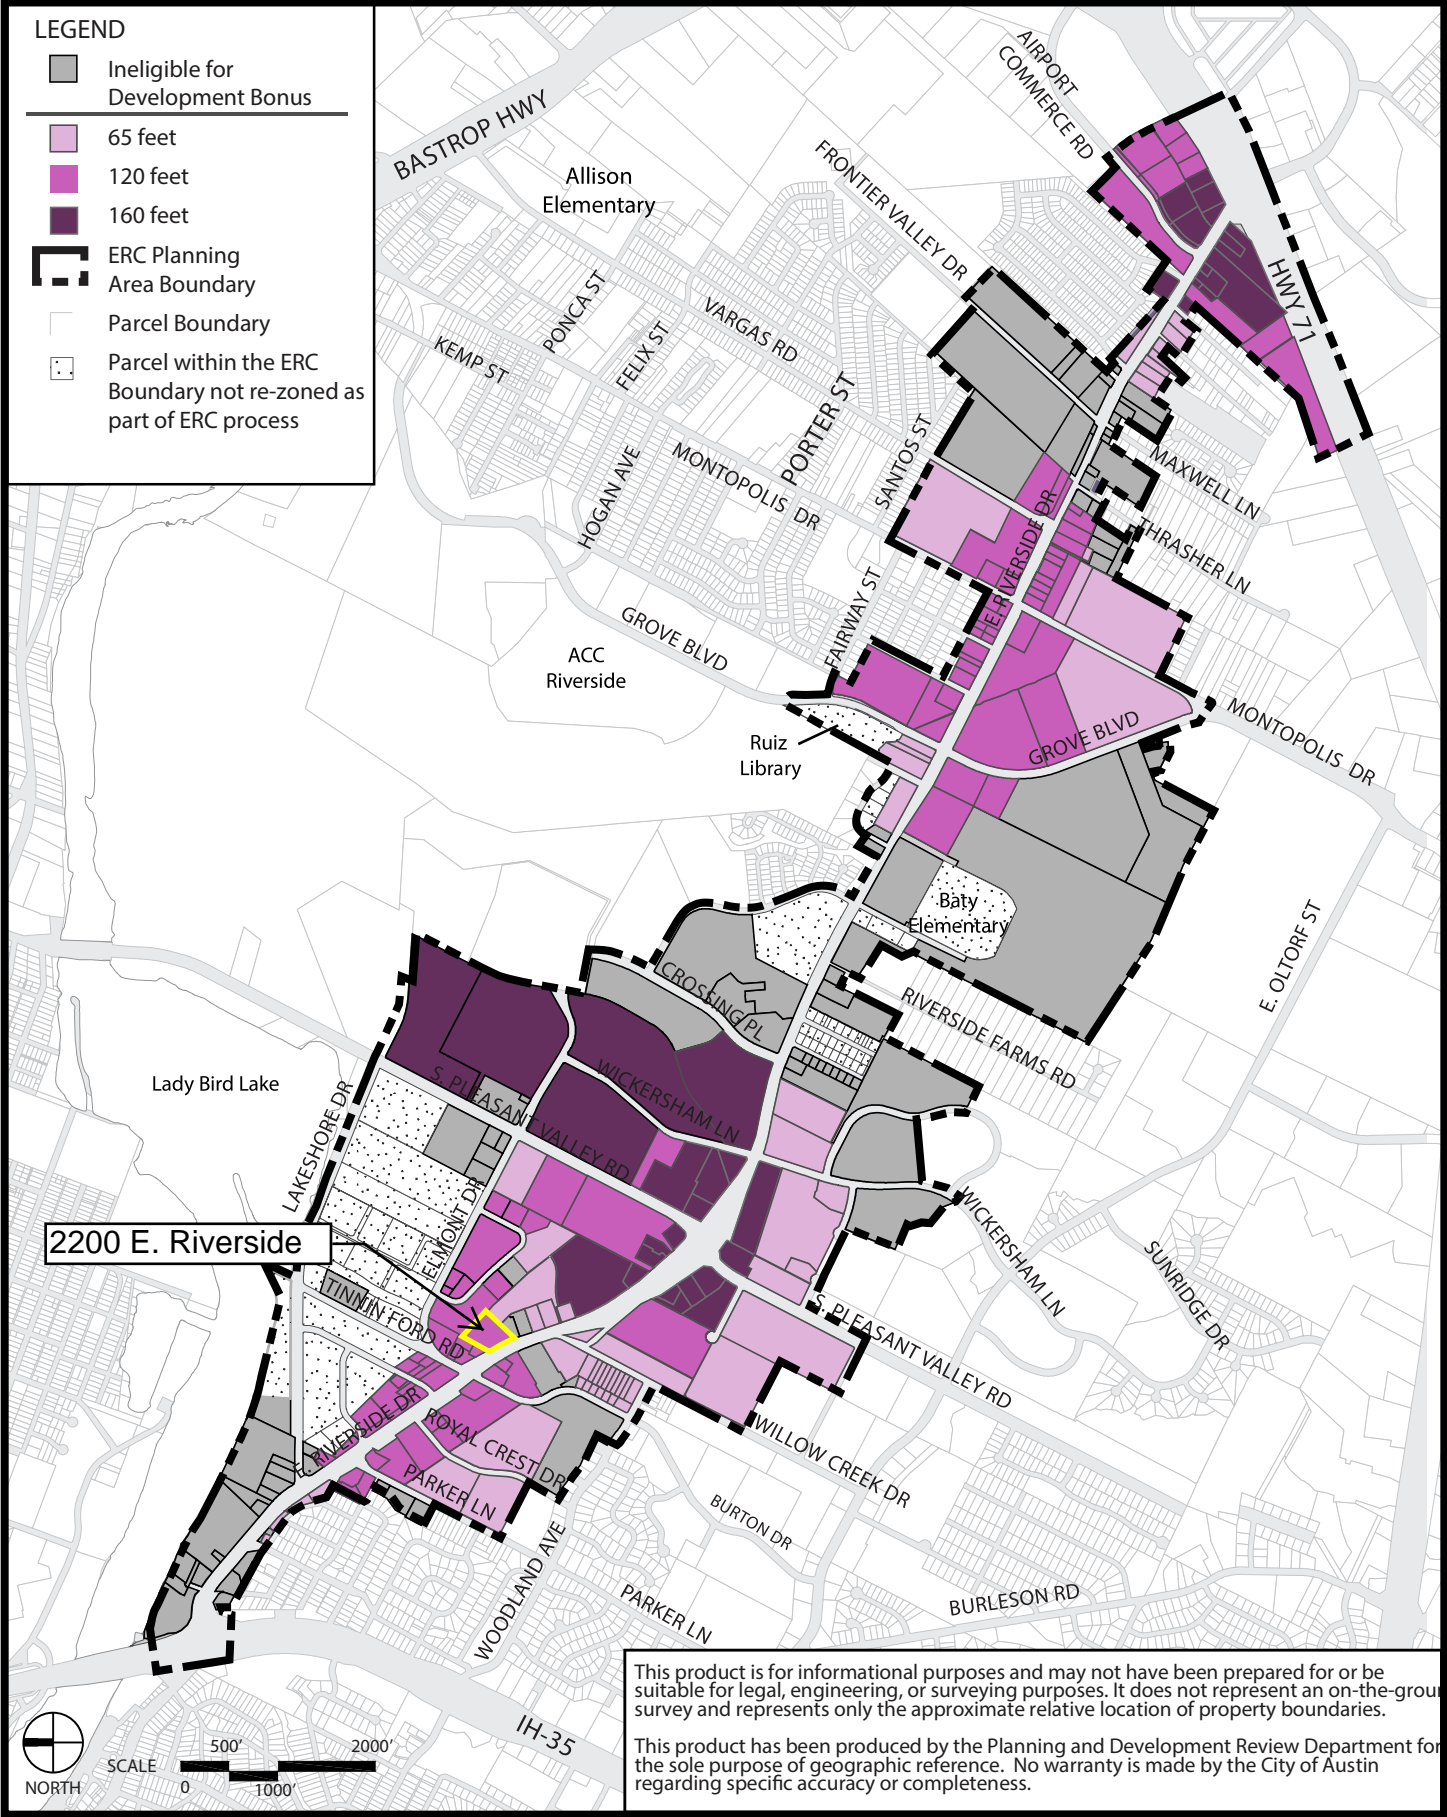 LEGEND
Ineligible for
Development Bonus
65 feet
120 feet
160 feet
ERC Planning
Area Boundary
Parcel Boundary
Parcel within the ERC
Boundary not re-zoned as
part of ERC process
BASTROP HWY
AIRPORT
COMMERCE RD
Allison
Elementary
FRONTIER VALLEY DR
HWY 71
PONCA ST
FELIX ST
VARGAS RD
KEMP ST
PORTER ST
SANTOS ST
HOGAN AVE
MONTOPOLIS DR
MAXWELL LN
THRASHER LN
E. RIVERSIDE DR
FAIRWAY ST
GROVE BLVD
ACC
Riverside
Ruiz
Library
GROVE BLVD
MONTOPOLIS DR
Baty
Elementary
E. OLTORF ST
CROSSING PL
RIVERSIDE FARMS RD
Lady Bird Lake
LAKESHORE DR
S. PLEASANT VALLEY RD
WICKERSHAM LN
ELMONT DR
WICKERSHAM LN
SUNRIDGE DR
2200 E. Riverside
TINNIN FORD RD
S. PLEASANT VALLEY RD
E. RIVERSIDE DR
ROYAL CREST DR
PARKER LN
WILLOW CREEK DR
BURTON DR
WOODLAND AVE
PARKER LN
BURLESON RD
IH-35
NORTH
SCALE
500'
2000'
0
1000'
This product is for informational purposes and may not have been prepared for or be
suitable for legal, engineering, or surveying purposes. It does not represent an on-the-groun
survey and represents only the approximate relative location of property boundaries.
This product has been produced by the Planning and Development Review Department for
the sole purpose of geographic reference. No warranty is made by the City of Austin
regarding specific accuracy or completeness.